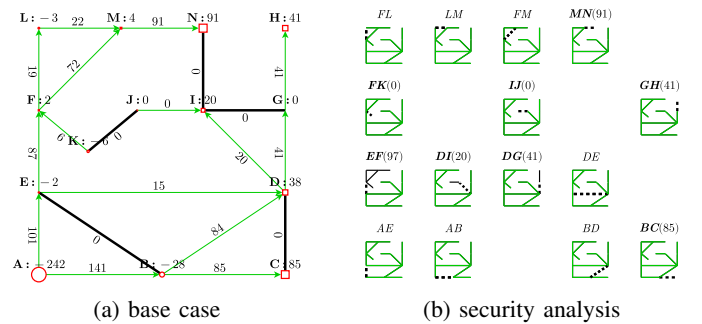 L: −3 M: 4 N: 91 H: 41
22 91
FL LM FM MN(91)
19 72 41
F: 2 J: 0 I: 20 G: 0
0 0
K: −6 6 0
FK(0) IJ(0) GH(41)
87 20 41
E: −2 15 D: 38
EF(97) DI(20) DG(41) DE
101 0 84 0
A: −242 141 B: −28 85 C: 85
AE AB BD BC(85)
(a) base case (b) security analysis